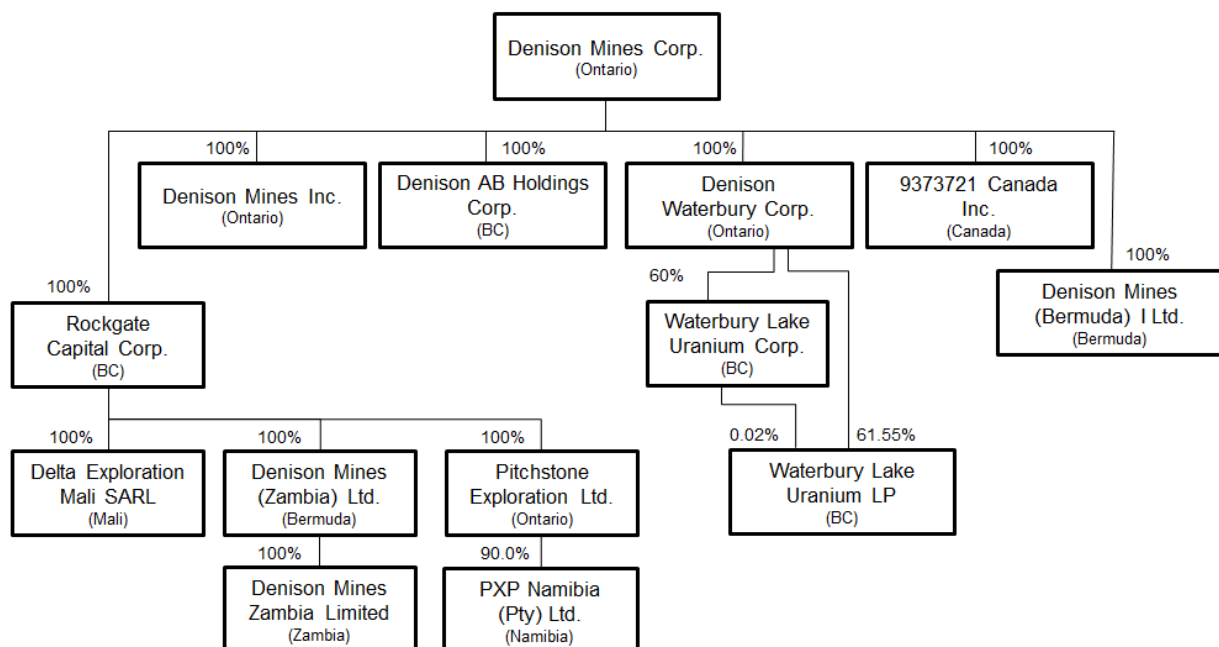 Denison Mines Corp.
(Ontario)
100%
100%
100%
100%
Denison Mines Inc.
(Ontario)
Denison AB Holdings
Corp.
(BC)
Denison
Waterbury Corp.
(Ontario)
9373721 Canada
Inc.
(Canada)
100%
60%
100%
Rockgate
Capital Corp.
(BC)
Waterbury Lake
Uranium Corp.
(BC)
Denison Mines
(Bermuda) I Ltd.
(Bermuda)
100%
100%
100%
0.02%
61.55%
Delta Exploration
Mali SARL
(Mali)
Denison Mines
(Zambia) Ltd.
(Bermuda)
Pitchstone
Exploration Ltd.
(Ontario)
Waterbury Lake
Uranium LP
(BC)
100%
90.0%
Denison Mines
Zambia Limited
(Zambia)
PXP Namibia
(Pty) Ltd.
(Namibia)